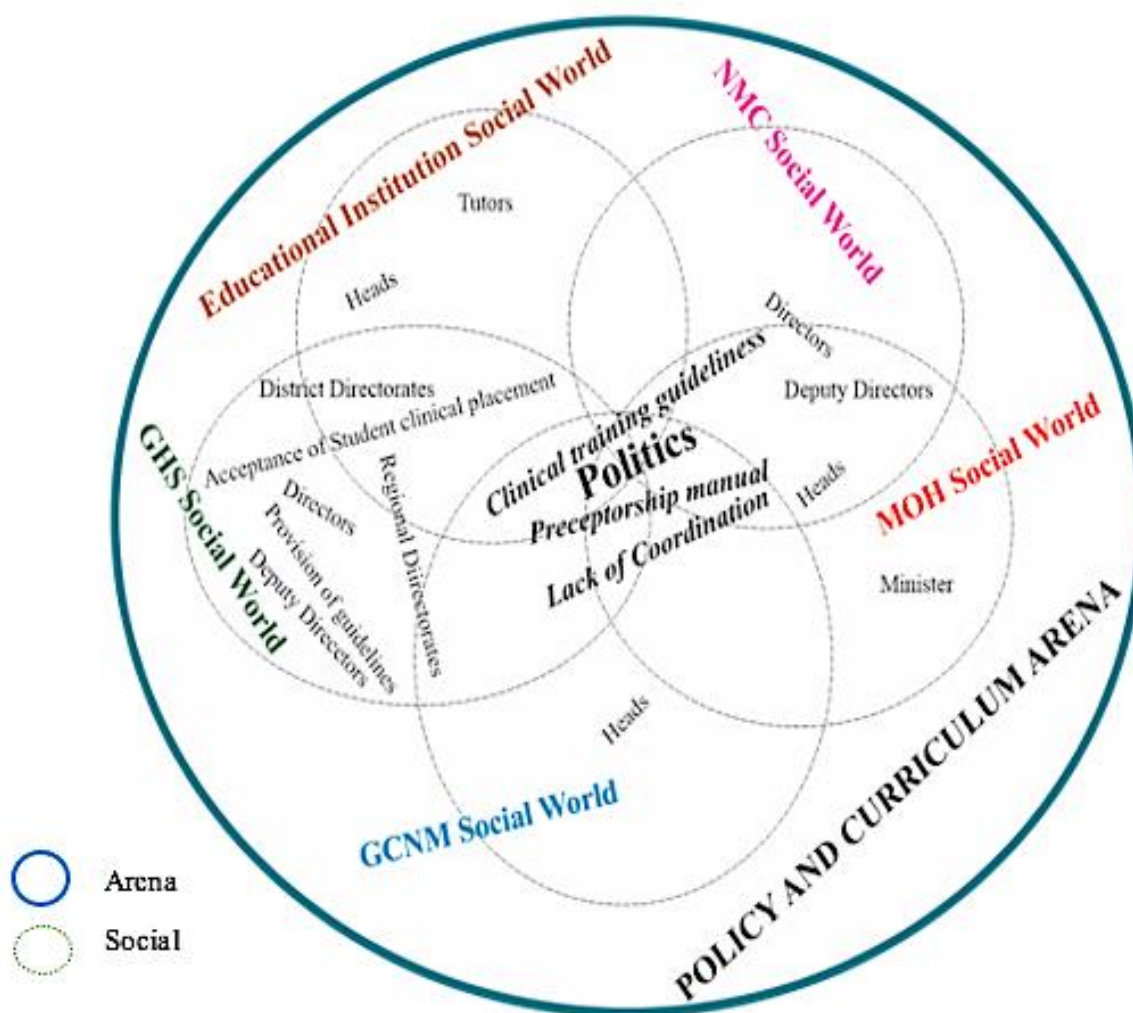 Educational Institution Social World
NMC Social World
Tutors
Heads
Directors
District Directorates
Deputy Directors
Acceptance of Student clinical placement
Clinical training guideliness
Politics
Preceptorship manual
Lack of Coordination
Heads
MOH Social World
Minister
GHS Social World
Directors
Provision of guidelines
Deputy Direcectors
Regional Diirectorates
Heads
GCNM Social World
POLICY AND CURRICULUM ARENA
Arena
Social